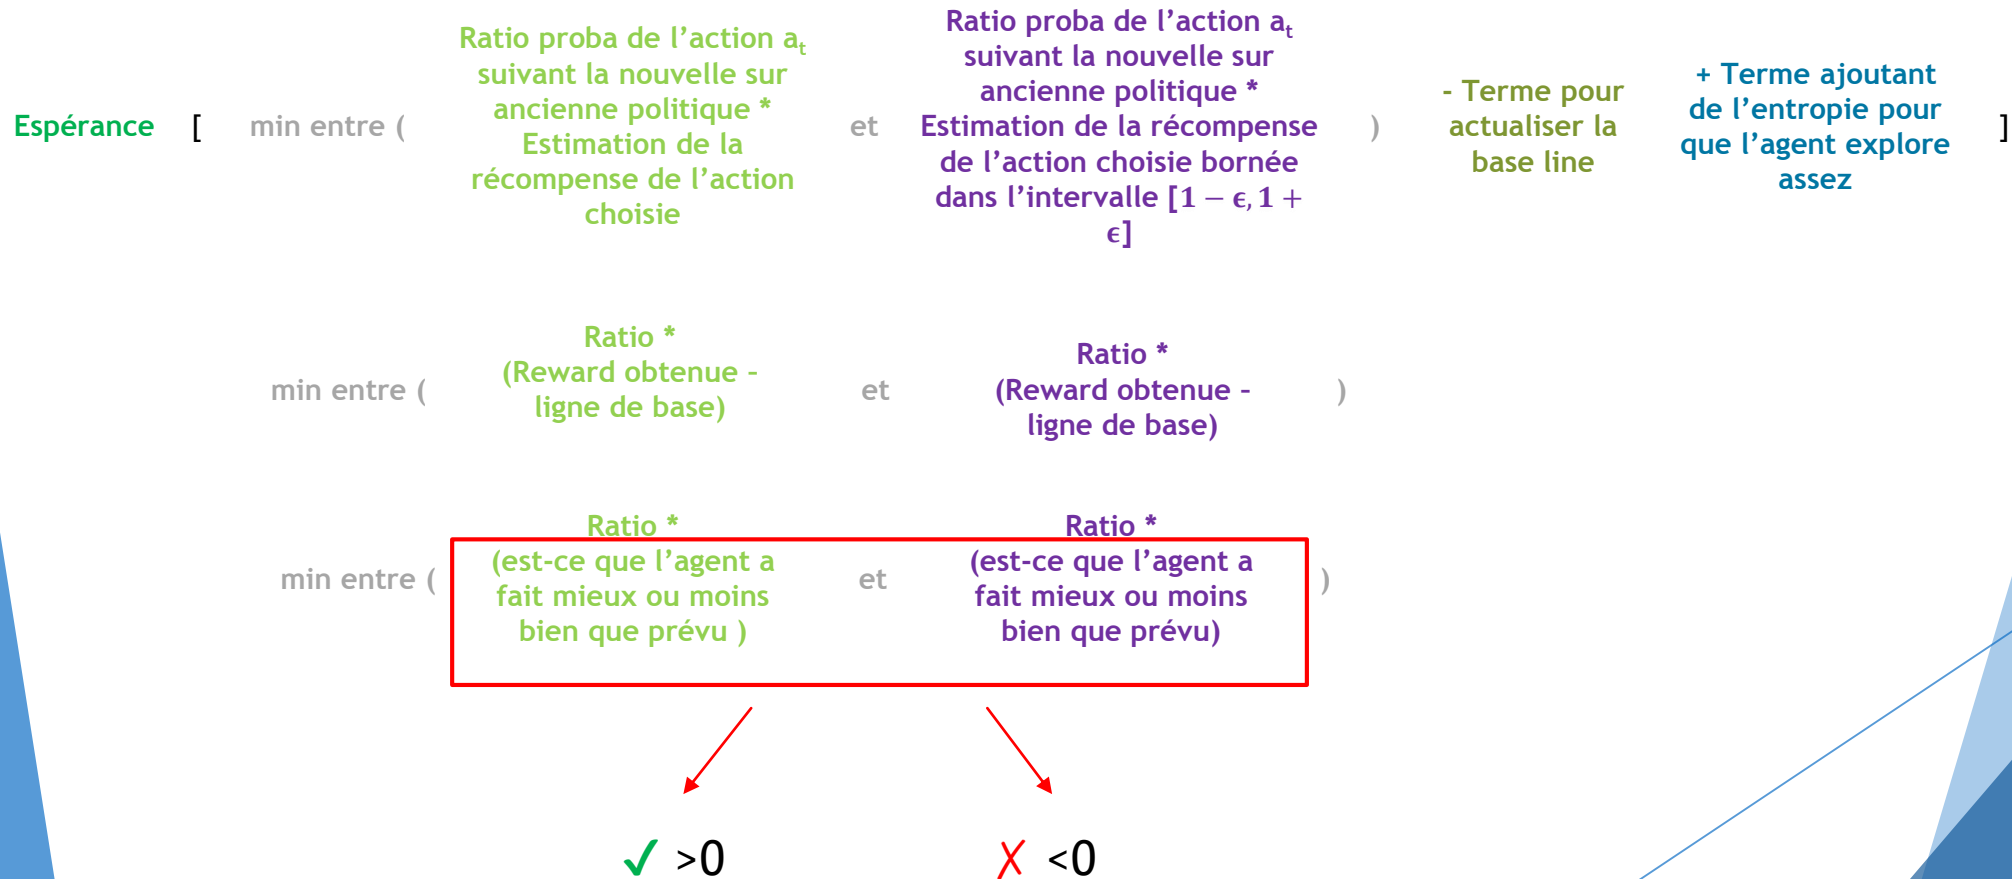 Espérance [ min entre (
Ratio proba de l'action at
suivant la nouvelle sur
ancienne politique *
Estimation de la
récompense de l'action
choisie
et
Ratio proba de l'action at
suivant la nouvelle sur
ancienne politique *
Estimation de la récompense
de l'action choisie bornée
dans l'intervalle [1 − ϵ, 1 +
ϵ]
)
- Terme pour
actualiser la
base line
+ Terme ajoutant
de l'entropie pour
que l'agent explore
assez
]
min entre (
Ratio *
(Reward obtenue –
ligne de base)
et
Ratio *
(Reward obtenue –
ligne de base)
)
min entre (
Ratio *
(est-ce que l'agent a
fait mieux ou moins
bien que prévu )
et
Ratio *
(est-ce que l'agent a
fait mieux ou moins
bien que prévu)
)
✓ >0
✗ <0